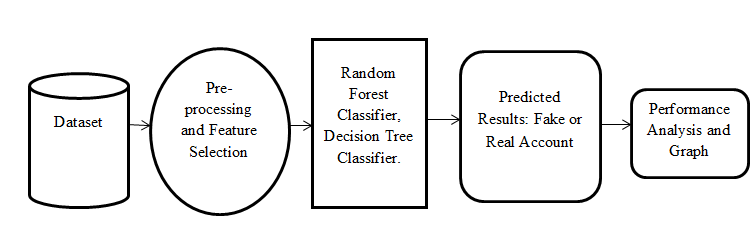 Dataset
Pre-
processing
and Feature
Selection
Random
Forest
Classifier,
Decision Tree
Classifier.
Predicted
Results: Fake or
Real Account
Performance
Analysis and
Graph